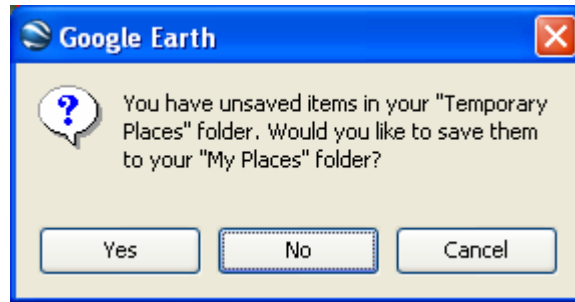 Google Earth
You have unsaved items in your "Temporary
Places" folder. Would you like to save them
to your "My Places" folder?
Yes
No
Cancel